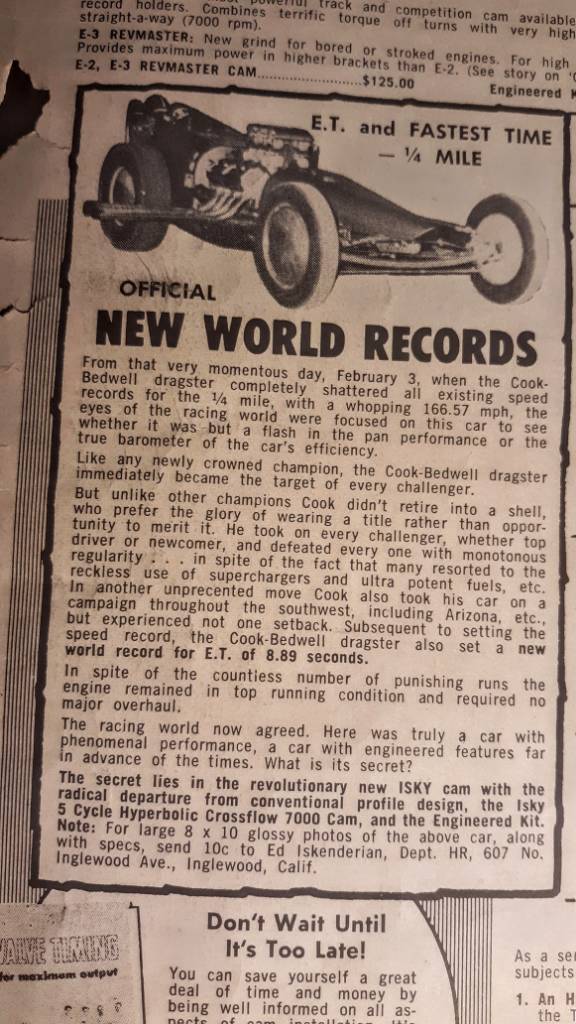 record holders. Combines terrific torque off turns with very high
powerful track and competition cam available
straight-a-way (7000 rpm).
E-3 REVMASTER: New grind for bored or stroked engines. For high
Provides maximum power in higher brackets than E-2. (See story on
E-2, E-3 REVMASTER CAM..........................$125.00
Engineered
E.T. and FASTEST TIME
— ¼ MILE
OFFICIAL
NEW WORLD RECORDS
From that very momentous day, February 3, when the Cook-
Bedwell dragster completely shattered all existing speed
records for the ¼ mile, with a whopping 166.57 mph, the
eyes of the racing world were focused on this car to see
whether it was but a flash in the pan performance or the
true barometer of the car's efficiency.
Like any newly crowned champion, the Cook-Bedwell dragster
immediately became the target of every challenger.
But unlike other champions Cook didn't retire into a shell,
who prefer the glory of wearing a title rather than oppor-
tunity to merit it. He took on every challenger, whether top
driver or newcomer, and defeated every one with monotonous
regularity . . . in spite of the fact that many resorted to the
reckless use of superchargers and ultra potent fuels, etc.
In another unprecented move Cook also took his car on a
campaign throughout the southwest, including Arizona, etc.,
but experienced not one setback. Subsequent to setting the
speed record, the Cook-Bedwell dragster also set a new
world record for E.T. of 8.89 seconds.
In spite of the countless number of punishing runs the
engine remained in top running condition and required no
major overhaul.
The racing world now agreed. Here was truly a car with
phenomenal performance, a car with engineered features far
in advance of the times. What is its secret?
The secret lies in the revolutionary new ISKY cam with the
radical departure from conventional profile design, the Isky
5 Cycle Hyperbolic Crossflow 7000 Cam, and the Engineered Kit.
Note: For large 8 x 10 glossy photos of the above car, along
with specs, send 10c to Ed Iskenderian, Dept. HR, 607 No.
Inglewood Ave., Inglewood, Calif.
VALVE TIMING
for maximum output
Don't Wait Until
It's Too Late!
You can save yourself a great
deal of time and money by
being well informed on all as-
pects of cam
As a
subjects
1. An
the